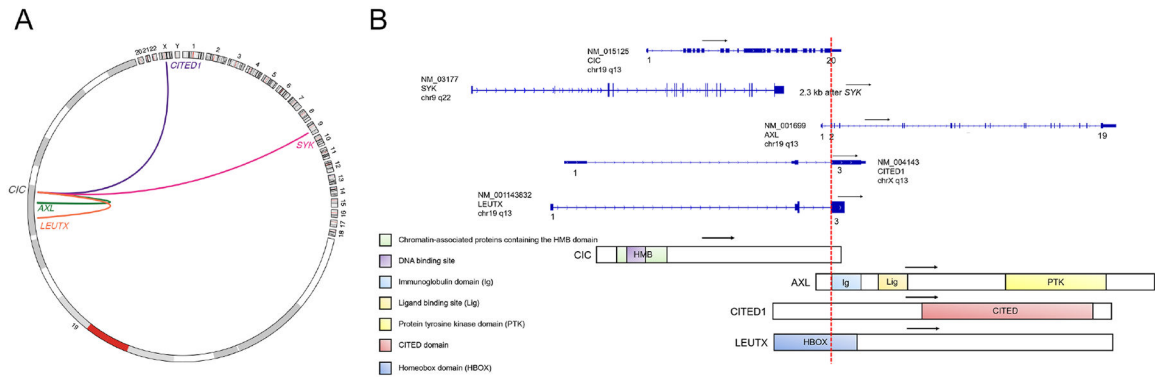 A
20 21 22 X Y 1 2 3 4 5 6 7 8 9 10 11 12 13 14 15 16 17 18
CITED1
SYK
CIC
AXL
LEUTX
19
B
NM_015125
CIC
chr19 q13
1
20
NM_03177
SYK
chr9 q22
2.3 kb after SYK
NM_001699
AXL
chr19 q13
1 2
19
1
3
NM_004143
CITED1
chrX q13
NM_001143832
LEUTX
chr19 q13
1
3
Chromatin-associated proteins containing the HMB domain
DNA binding site
Immunoglobulin domain (Ig)
Ligand binding site (Lig)
Protein tyrosine kinase domain (PTK)
CITED domain
Homeobox domain (HBOX)
CIC HMB
AXL Ig Lig PTK
CITED1 CITED
LEUTX HBOX